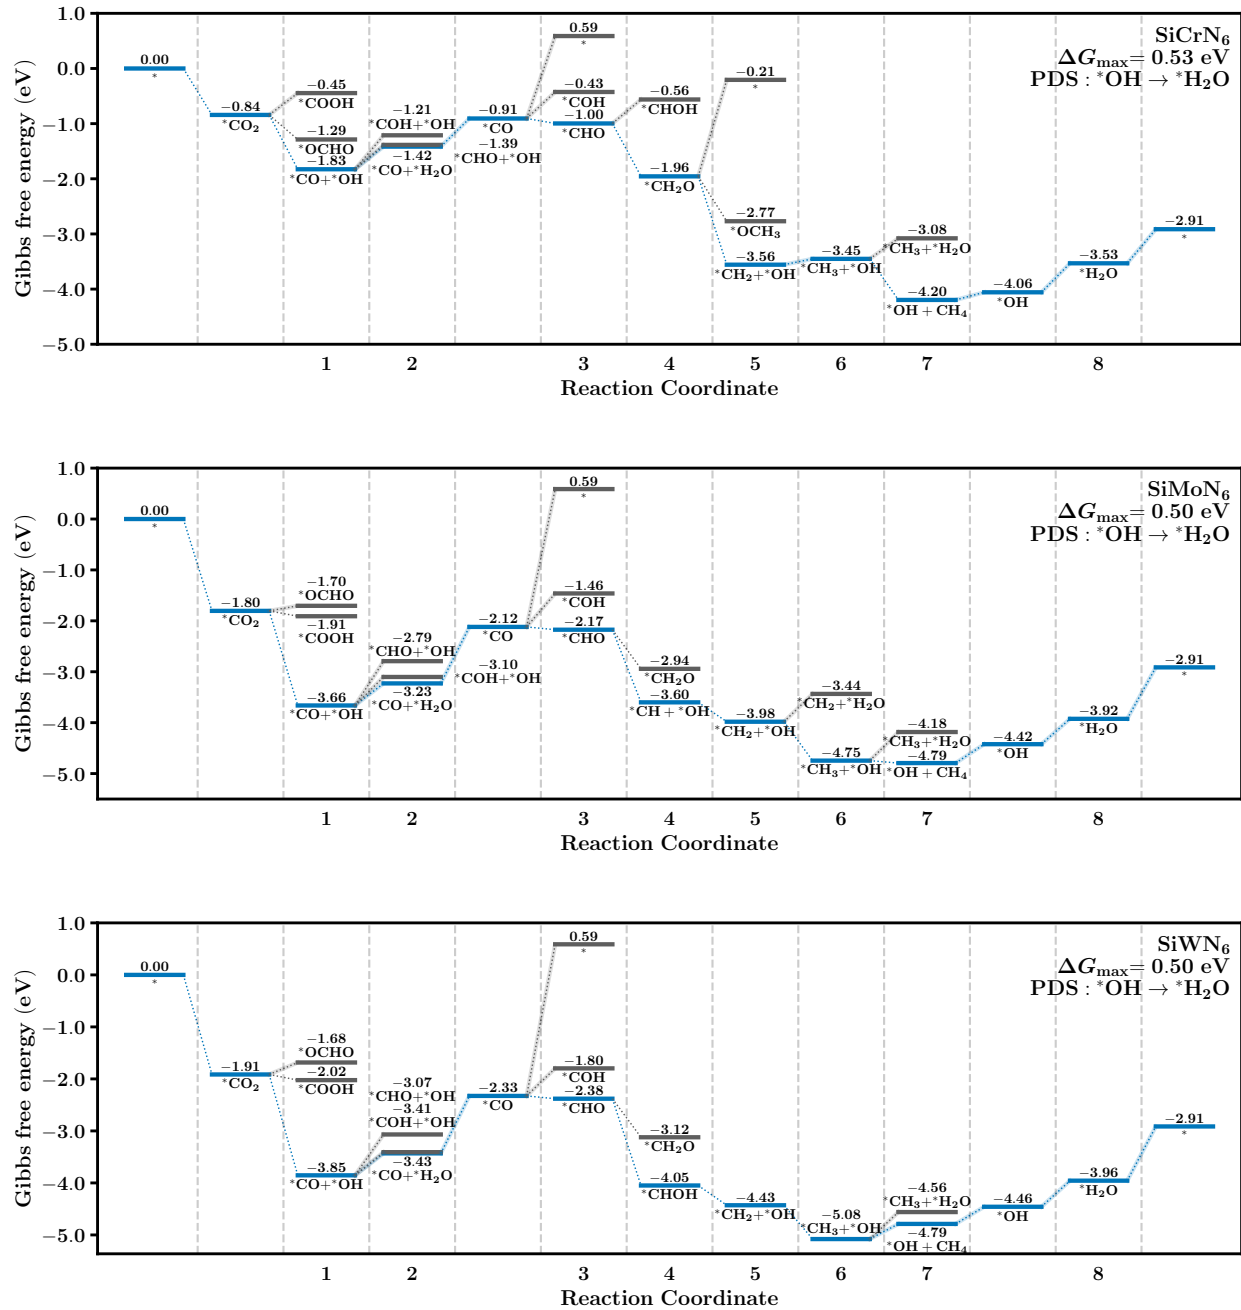 SiCrN₆
ΔG_max = 0.53 eV
PDS : *OH → *H₂O
Gibbs free energy (eV)
1.0
0.0
−1.0
−2.0
−3.0
−4.0
−5.0
0.00
*
−0.84
*CO₂
−0.45
*COOH
−1.29
*OCHO
−1.83
*CO+*OH
−1.21
*COH+*OH
−1.42
*CO+*H₂O
−0.91
*CO
−1.39
*CHO+*OH
0.59
*
−0.43
*COH
−1.00
*CHO
−0.56
*CHOH
−1.96
*CH₂O
−0.21
*
−2.77
*OCH₃
−3.56
*CH₂+*OH
−3.45
*CH₃+*OH
−3.08
*CH₃+*H₂O
−4.20
*OH + CH₄
−4.06
*OH
−3.53
*H₂O
−2.91
*
1 2 3 4 5 6 7 8
Reaction Coordinate
SiMoN₆
ΔG_max = 0.50 eV
PDS : *OH → *H₂O
Gibbs free energy (eV)
1.0
0.0
−1.0
−2.0
−3.0
−4.0
−5.0
0.00
*
−1.80
*CO₂
−1.70
*OCHO
−1.91
*COOH
−3.66
*CO+*OH
−2.79
*CHO+*OH
−3.23
*CO+*H₂O
−2.12
*CO
−3.10
*COH+*OH
0.59
*
−1.46
*COH
−2.17
*CHO
−2.94
*CH₂O
−3.60
*CH + *OH
−3.98
*CH₂+*OH
−3.44
*CH₂+*H₂O
−4.75
*CH₃+*OH
−4.18
*CH₃+*H₂O
−4.79
*OH + CH₄
−4.42
*OH
−3.92
*H₂O
−2.91
*
1 2 3 4 5 6 7 8
Reaction Coordinate
SiWN₆
ΔG_max = 0.50 eV
PDS : *OH → *H₂O
Gibbs free energy (eV)
1.0
0.0
−1.0
−2.0
−3.0
−4.0
−5.0
0.00
*
−1.91
*CO₂
−1.68
*OCHO
−2.02
*COOH
−3.85
*CO+*OH
−3.07
*CHO+*OH
−3.41
*COH+*OH
−3.43
*CO+*H₂O
−2.33
*CO
0.59
*
−1.80
*COH
−2.38
*CHO
−3.12
*CH₂O
−4.05
*CHOH
−4.43
*CH₂+*OH
−5.08
*CH₃+*OH
−4.56
*CH₃+*H₂O
−4.79
*OH + CH₄
−4.46
*OH
−3.96
*H₂O
−2.91
*
1 2 3 4 5 6 7 8
Reaction Coordinate